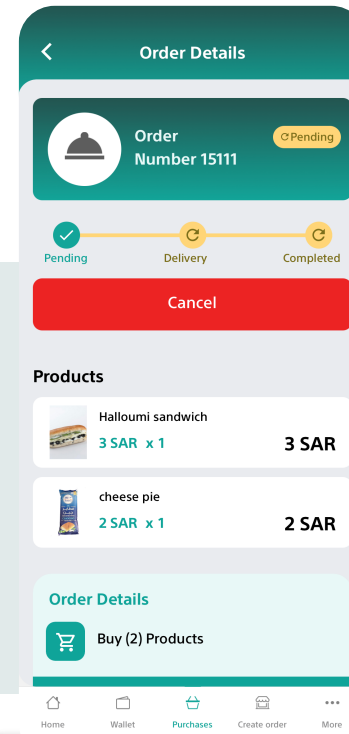 Order Details
Order
Number 15111
Pending
Pending
Delivery
Completed
Cancel
Products
Halloumi sandwich
3 SAR x 1
3 SAR
cheese pie
2 SAR x 1
2 SAR
Order Details
Buy (2) Products
Home
Wallet
Purchases
Create order
More